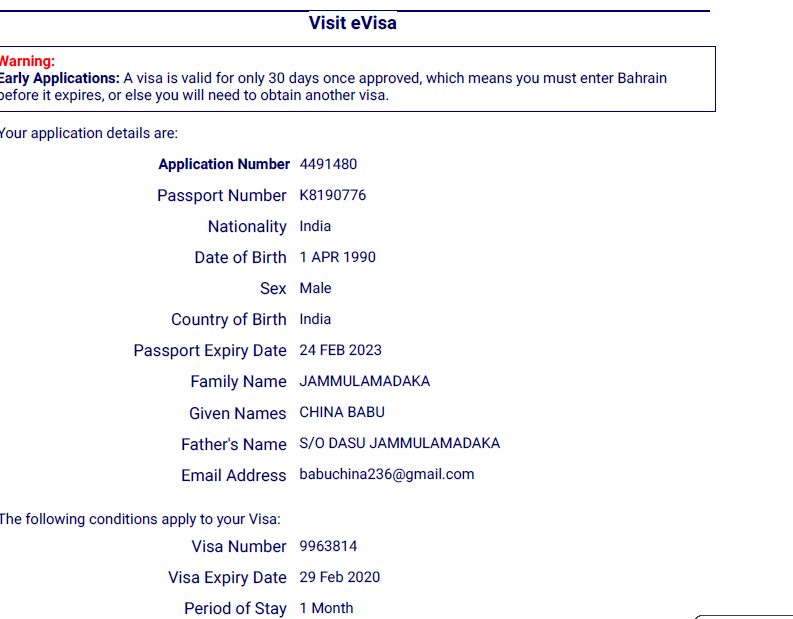 Visit eVisa
Warning:
Early Applications: A visa is valid for only 30 days once approved, which means you must enter Bahrain
before it expires, or else you will need to obtain another visa.
Your application details are:
Application Number 4491480
Passport Number K8190776
Nationality India
Date of Birth 1 APR 1990
Sex Male
Country of Birth India
Passport Expiry Date 24 FEB 2023
Family Name JAMMULAMADAKA
Given Names CHINA BABU
Father's Name S/O DASU JAMMULAMADAKA
Email Address babuchina236@gmail.com
The following conditions apply to your Visa:
Visa Number 9963814
Visa Expiry Date 29 Feb 2020
Period of Stay 1 Month